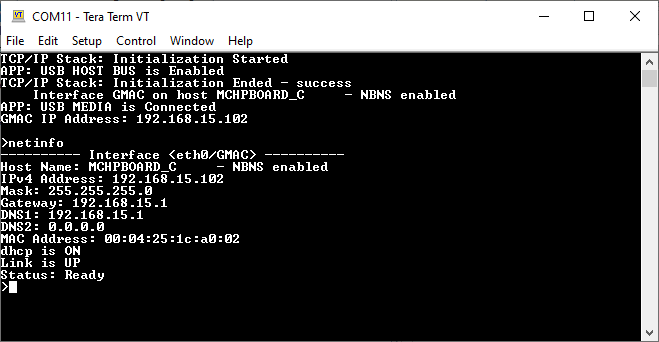 COM11 - Tera Term VT
File Edit Setup Control Window Help
TCP/IP Stack: Initialization Started
APP: USB HOST BUS is Enabled
TCP/IP Stack: Initialization Ended - success
    Interface GMAC on host MCHPBOARD_C     - NBNS enabled
APP: USB MEDIA is Connected
GMAC IP Address: 192.168.15.102
>netinfo
---------- Interface <eth0/GMAC> ----------
Host Name: MCHPBOARD_C     - NBNS enabled
IPv4 Address: 192.168.15.102
Mask: 255.255.255.0
Gateway: 192.168.15.1
DNS1: 192.168.15.1
DNS2: 0.0.0.0
MAC Address: 00:04:25:1c:a0:02
dhcp is ON
Link is UP
Status: Ready
>